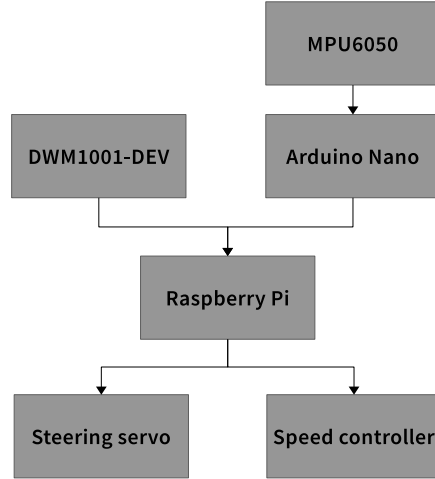 MPU6050
DWM1001-DEV
Arduino Nano
Raspberry Pi
Steering servo
Speed controller